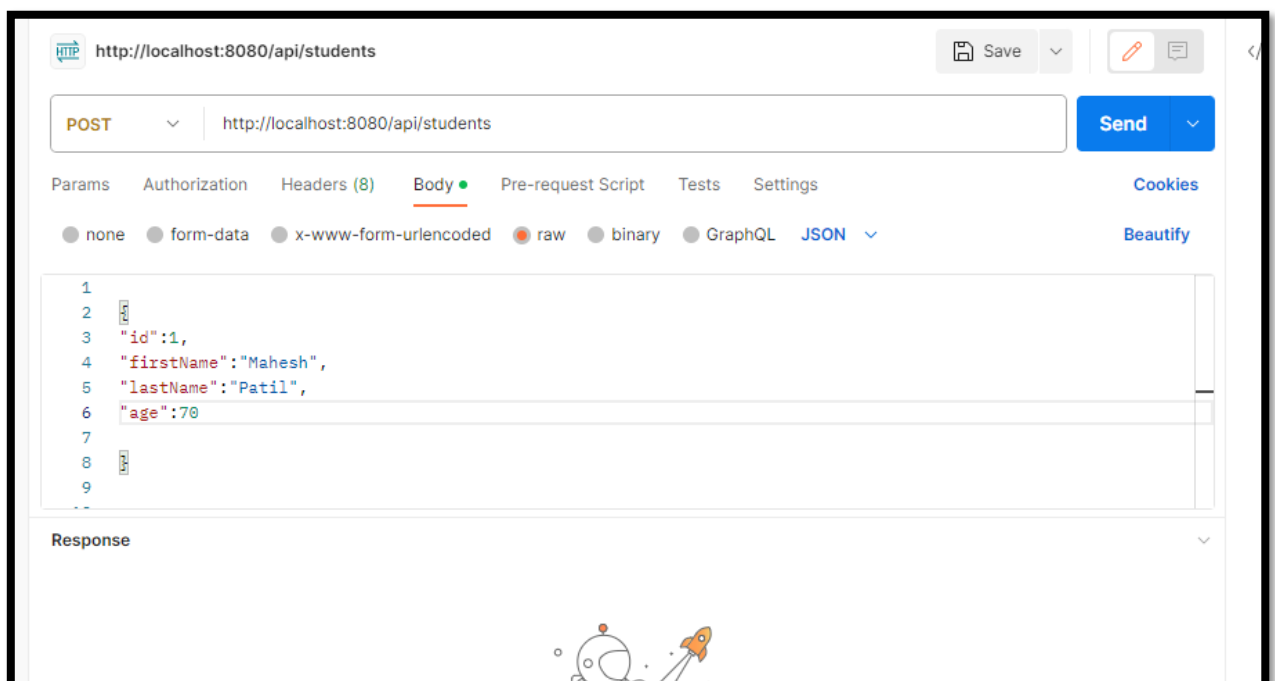 HTTP http://localhost:8080/api/students Save </
POST http://localhost:8080/api/students Send
Params Authorization Headers (8) Body Pre-request Script Tests Settings Cookies
none form-data x-www-form-urlencoded raw binary GraphQL JSON Beautify
1
2 {
3 "id":1,
4 "firstName":"Mahesh",
5 "lastName":"Patil",
6 "age":70
7
8 }
9
Response